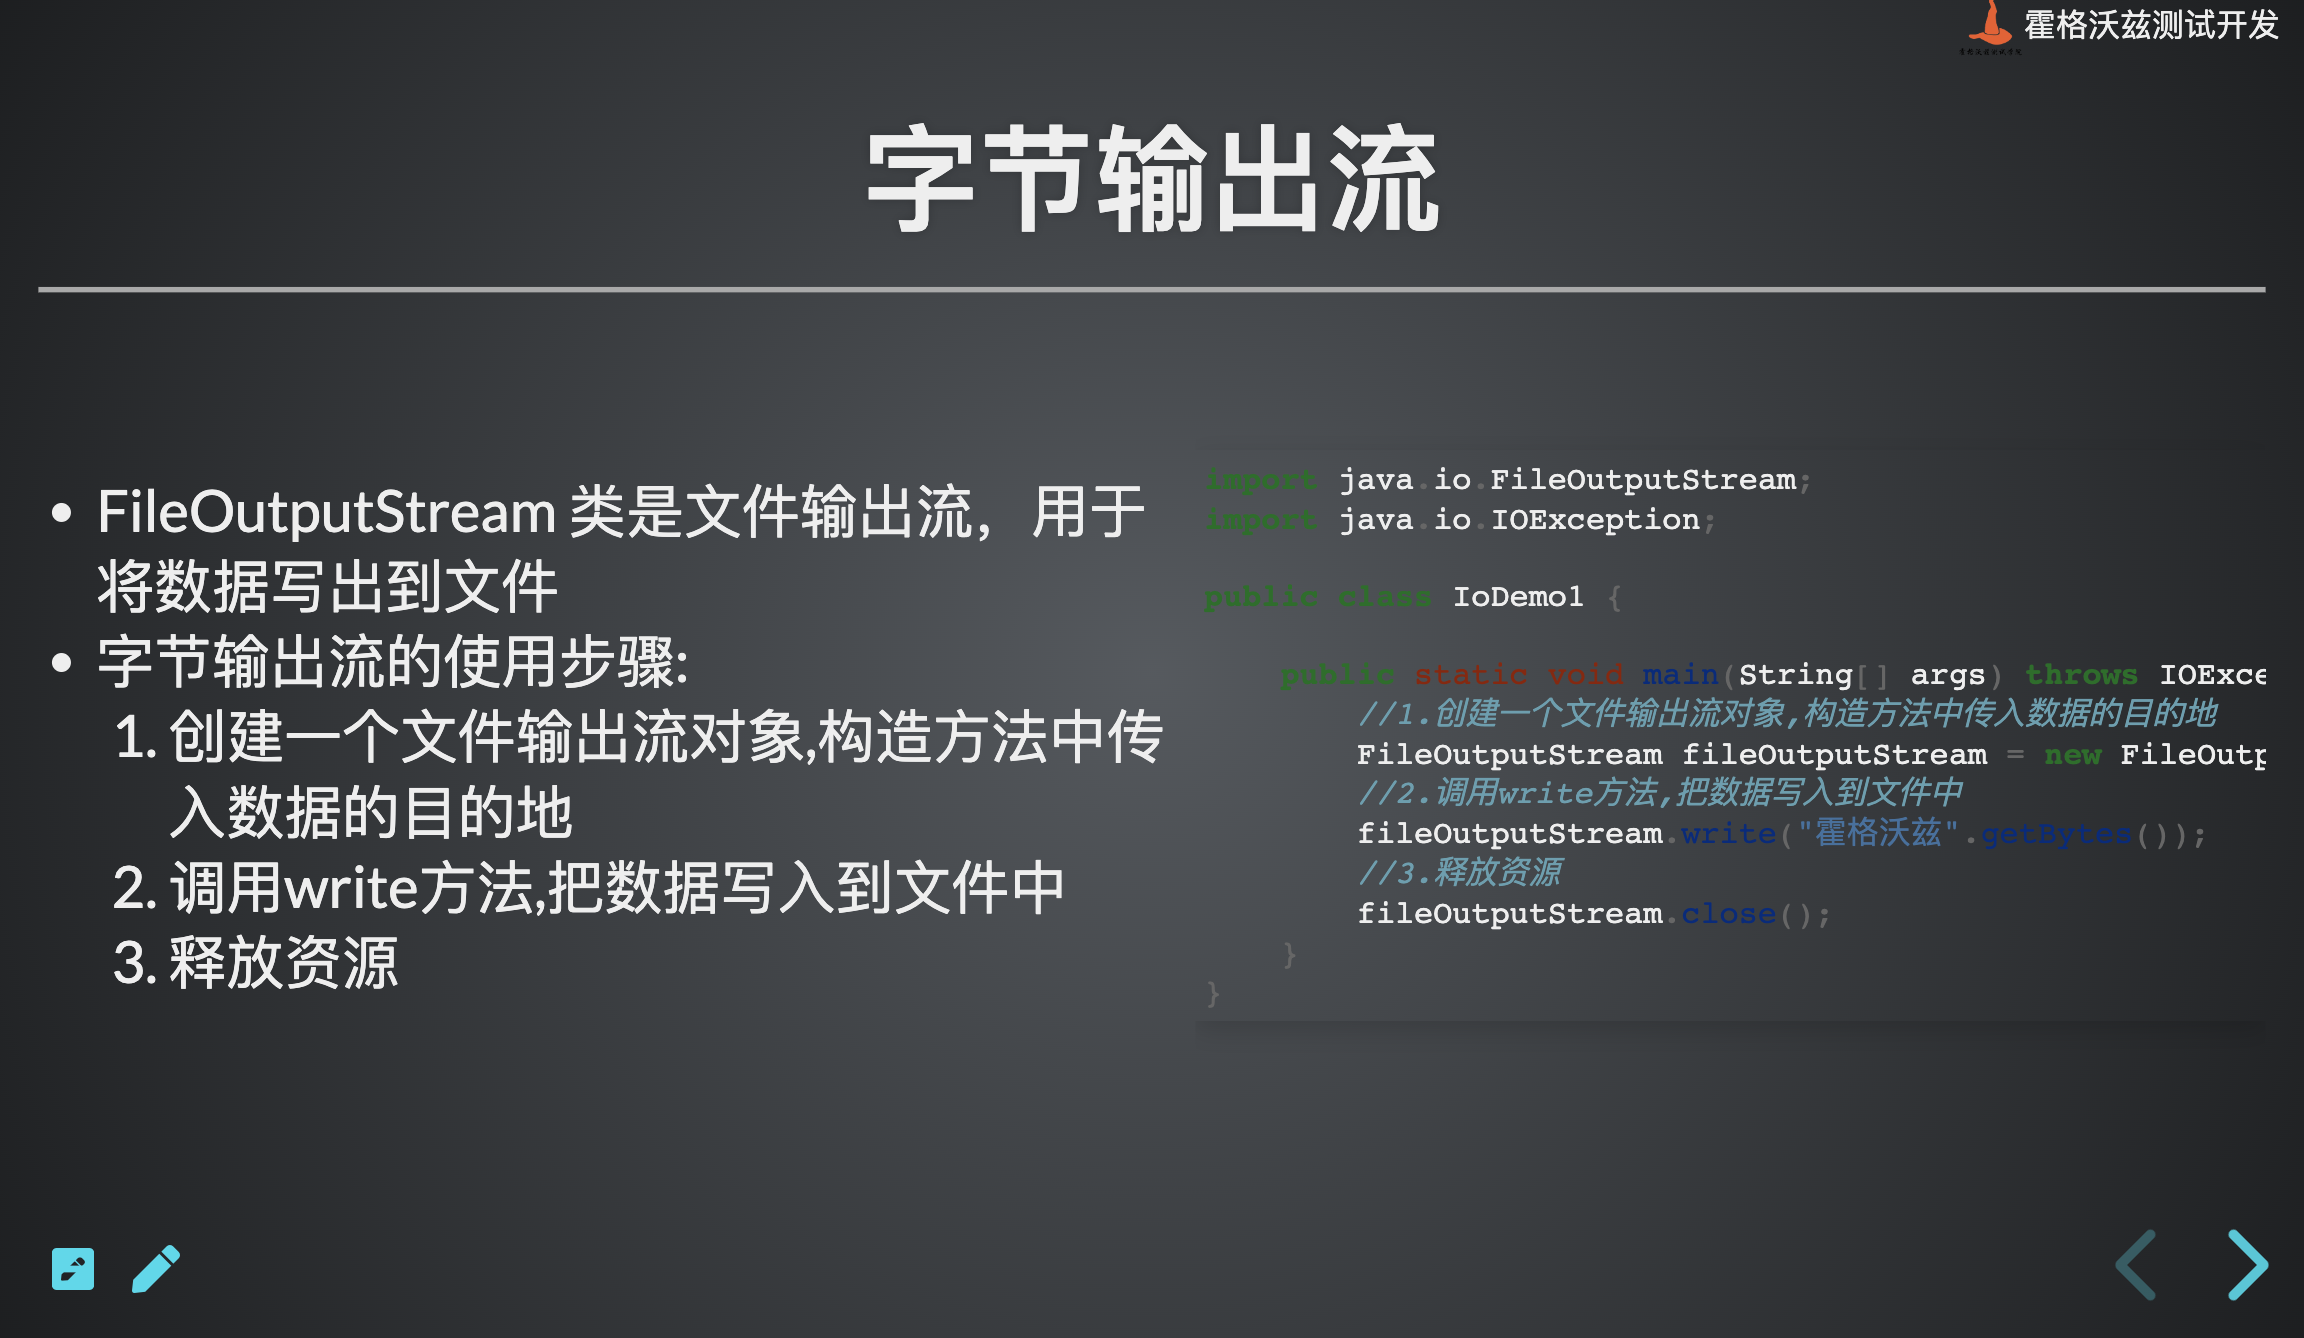 霍格沃兹测试开发
字节输出流
• FileOutputStream 类是文件输出流，用于
将数据写出到文件
• 字节输出流的使用步骤:
1. 创建一个文件输出流对象,构造方法中传
入数据的目的地
2. 调用write方法,把数据写入到文件中
3. 释放资源
import java.io.FileOutputStream;
import java.io.IOException;
public class IoDemo1 {
public static void main(String[] args) throws IOExce
//1.创建一个文件输出流对象,构造方法中传入数据的目的地
FileOutputStream fileOutputStream = new FileOutp
//2.调用write方法,把数据写入到文件中
fileOutputStream.write("霍格沃兹".getBytes());
//3.释放资源
fileOutputStream.close();
}
}